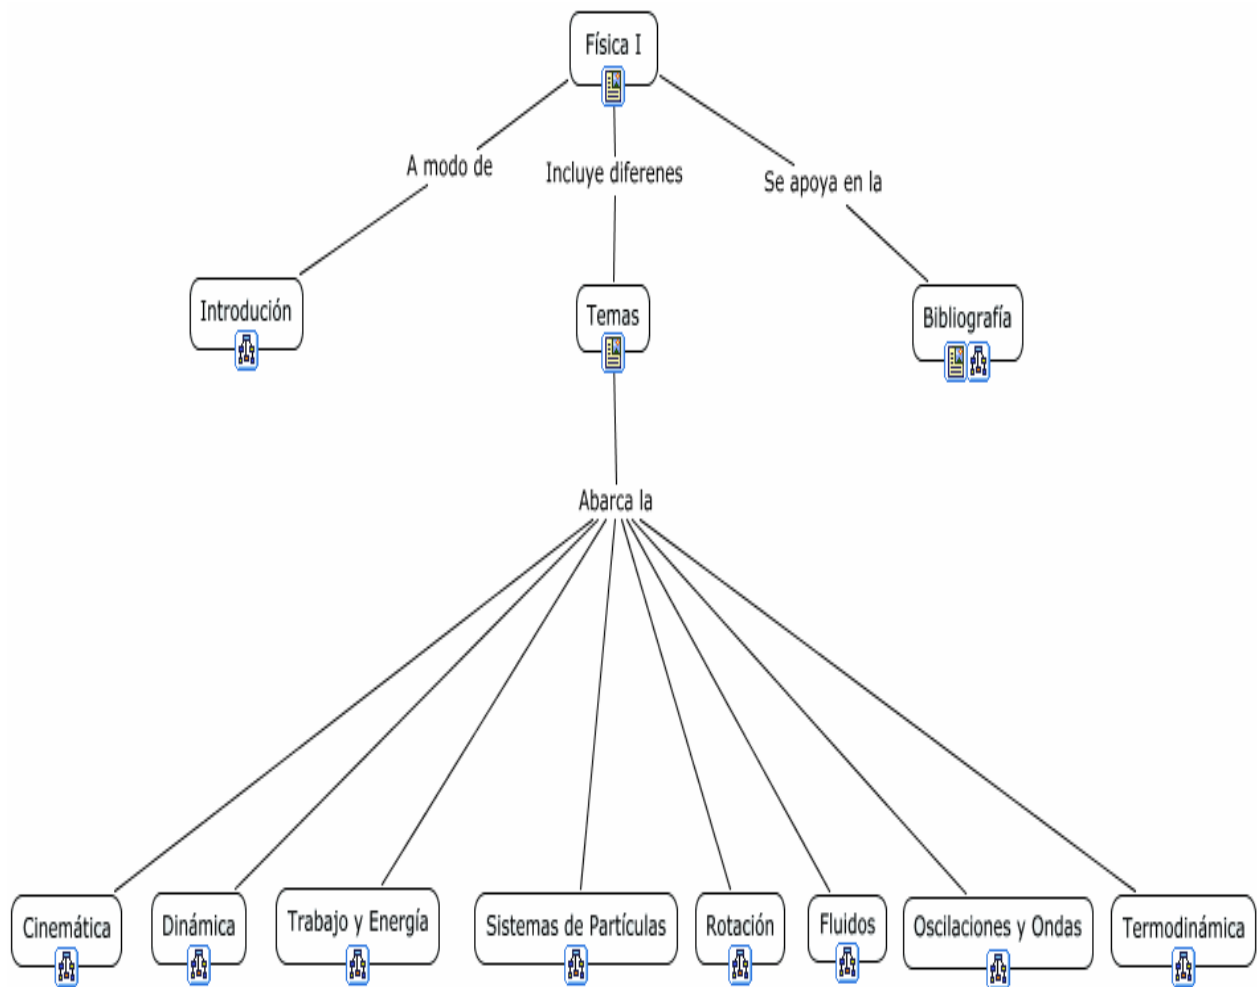 Física I
A modo de
Incluye diferenes
Se apoya en la
Introdución
Temas
Bibliografía
Abarca la
Cinemática
Dinámica
Trabajo y Energía
Sistemas de Partículas
Rotación
Fluidos
Oscilaciones y Ondas
Termodinámica